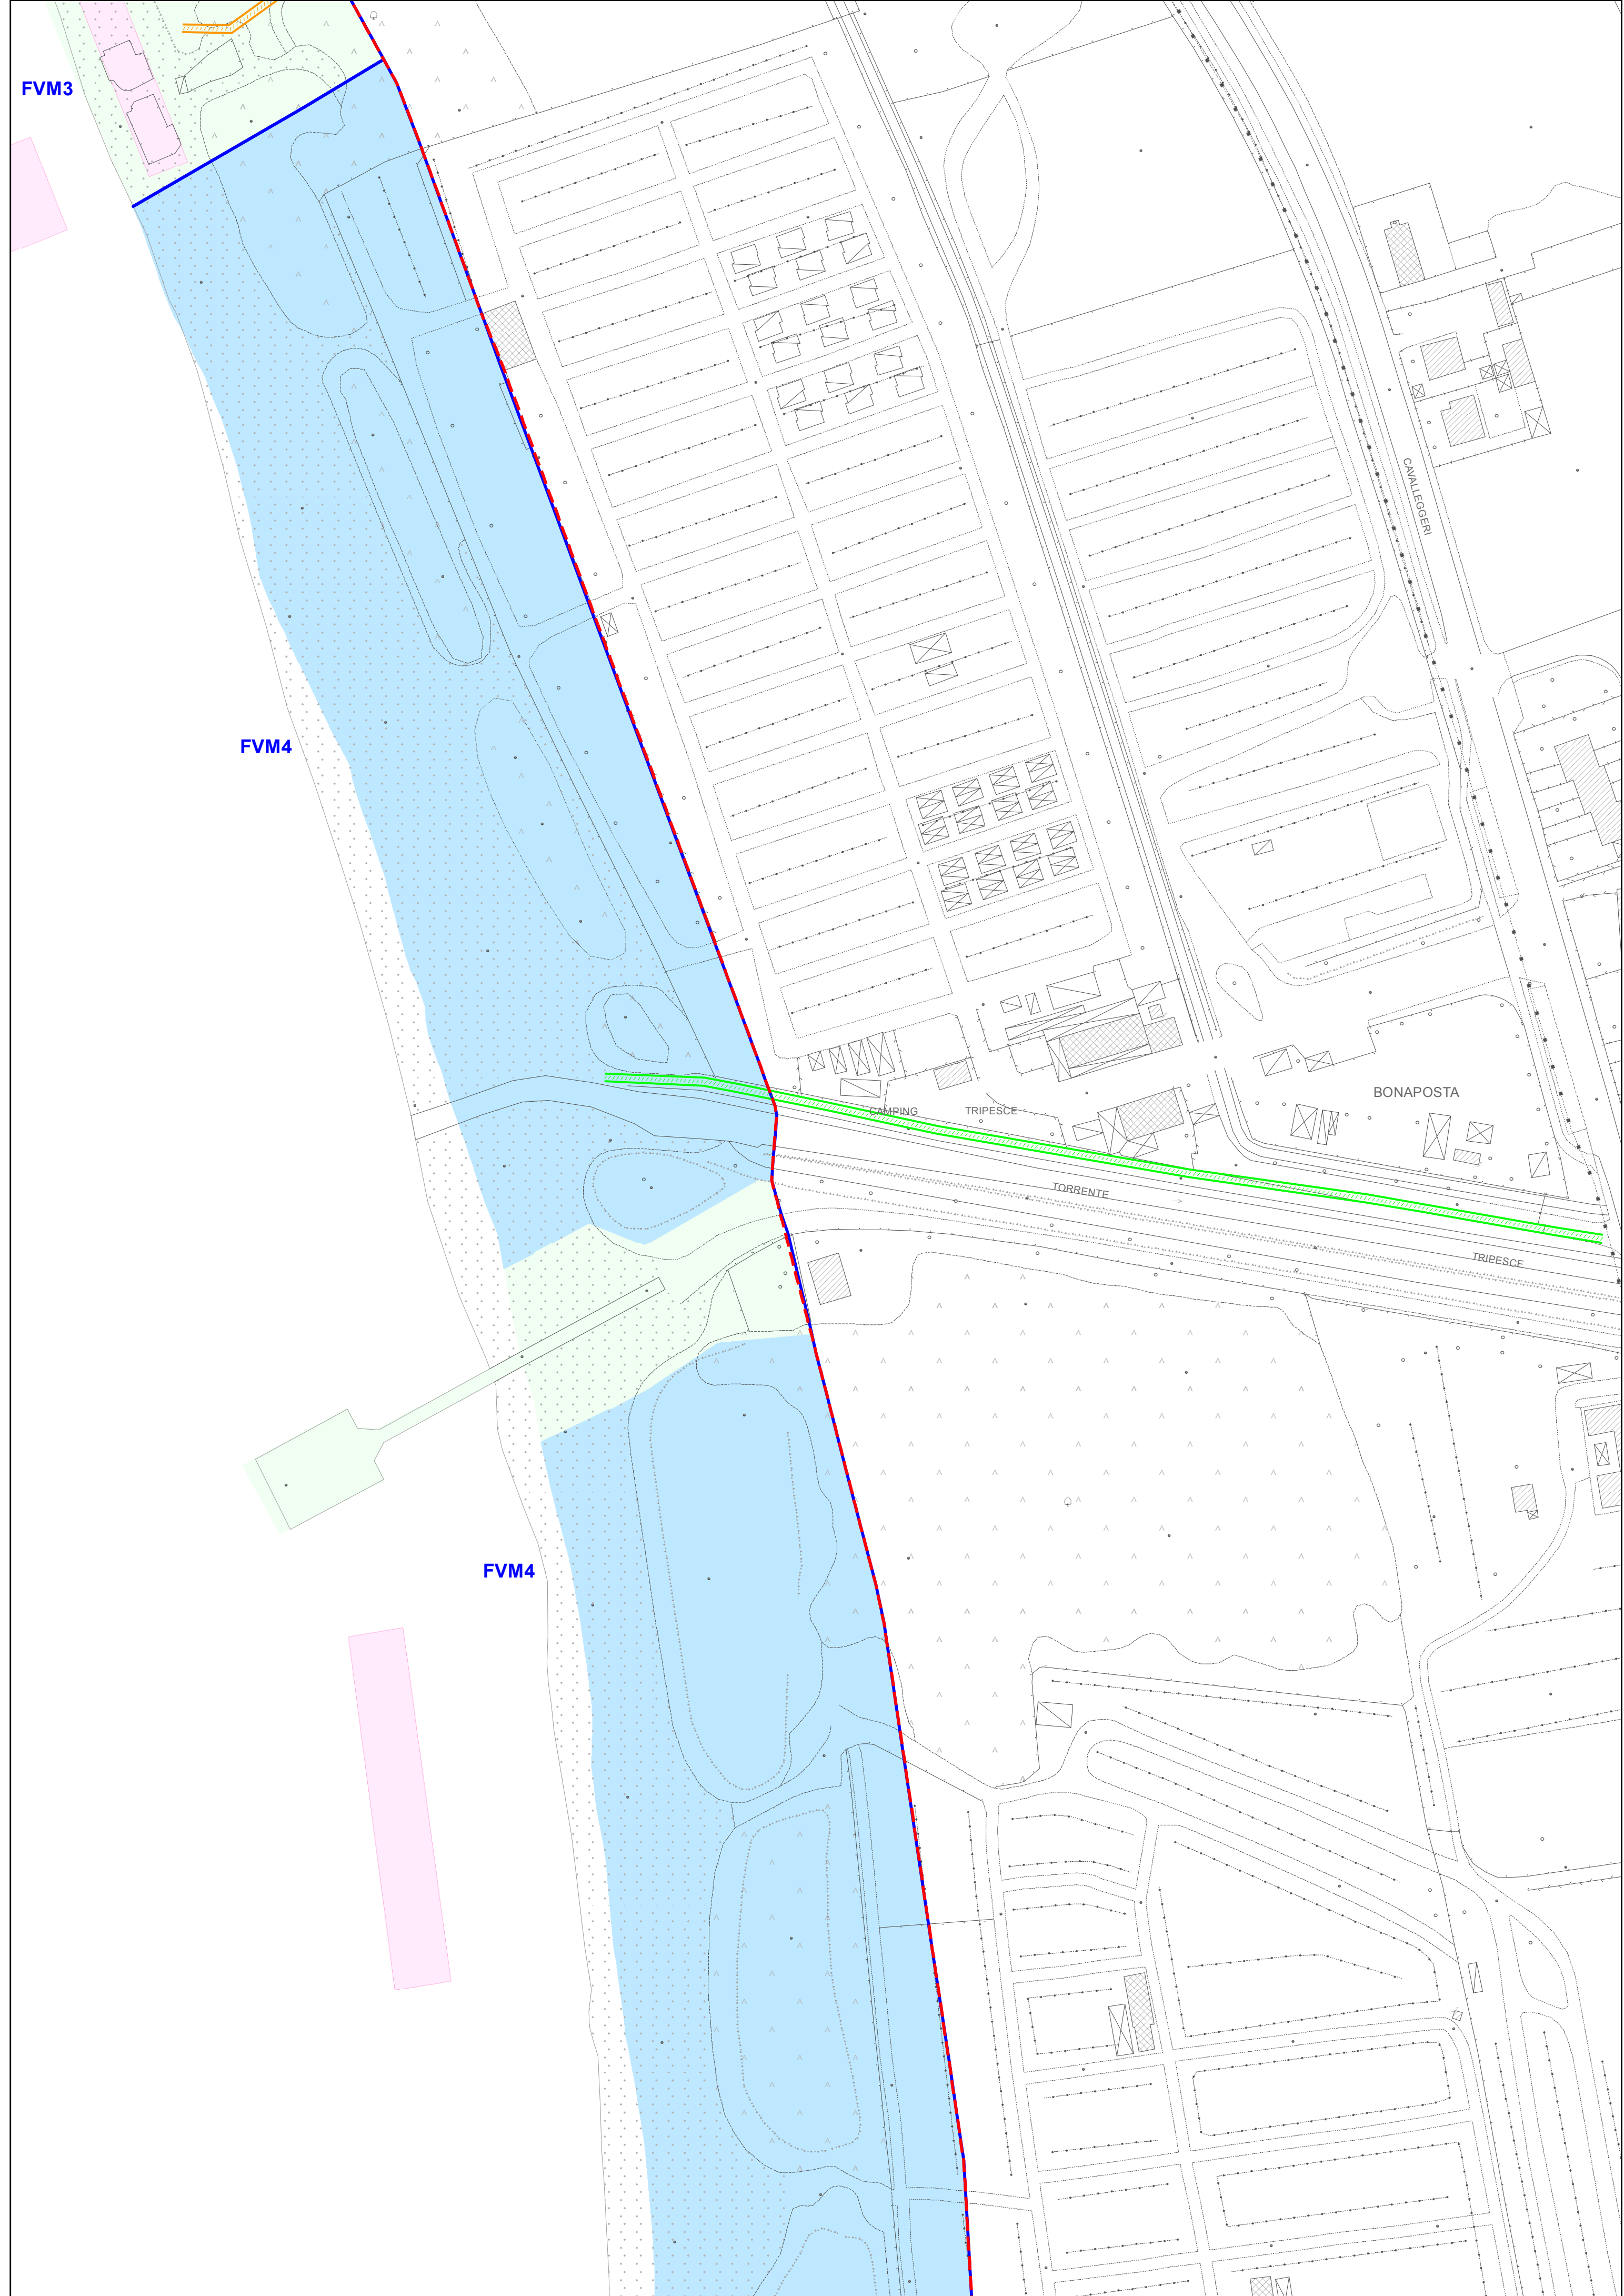 FVM3
CAVALLEGGERI
FVM4
BONAPOSTA
CAMPING TRIPESCE
TORRENTE
TRIPESCE
FVM4